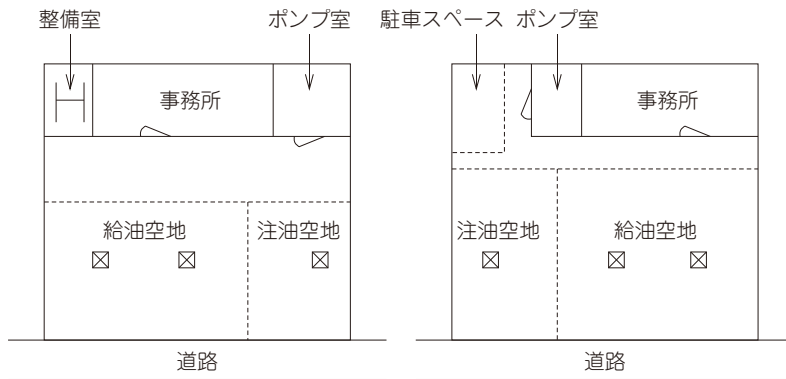 整備室
ポンプ室
事務所
給油空地
注油空地
道路
駐車スペース
ポンプ室
事務所
注油空地
給油空地
道路